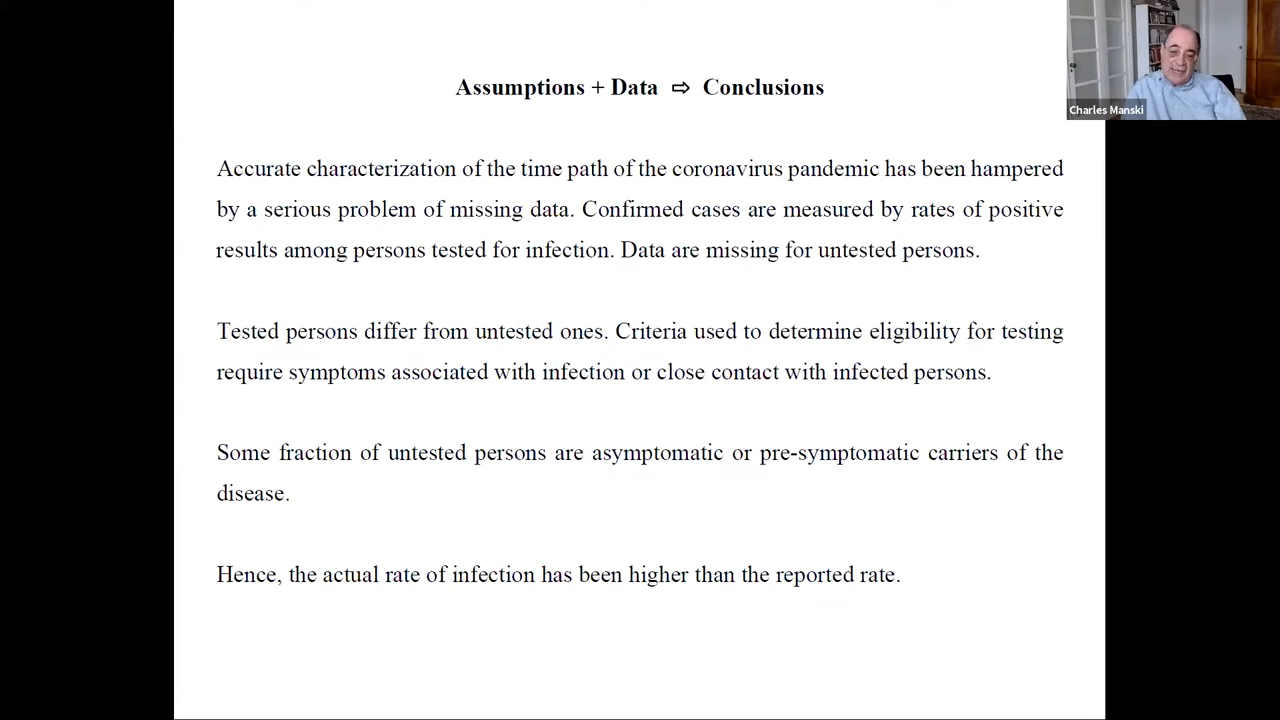 Assumptions + Data ⇨ Conclusions
Charles Manski
Accurate characterization of the time path of the coronavirus pandemic has been hampered
by a serious problem of missing data. Confirmed cases are measured by rates of positive
results among persons tested for infection. Data are missing for untested persons.
Tested persons differ from untested ones. Criteria used to determine eligibility for testing
require symptoms associated with infection or close contact with infected persons.
Some fraction of untested persons are asymptomatic or pre-symptomatic carriers of the
disease.
Hence, the actual rate of infection has been higher than the reported rate.